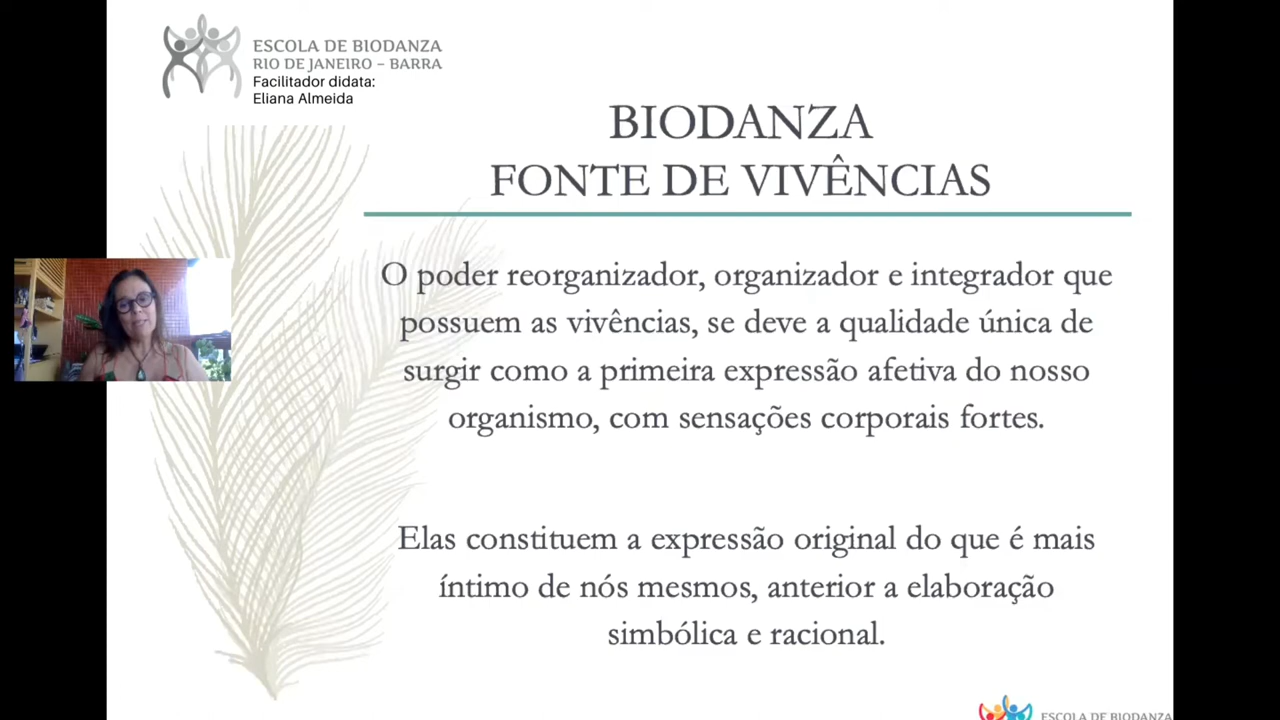 ESCOLA DE BIODANZA
RIO DE JANEIRO – BARRA
Facilitador didata:
Eliana Almeida
BIODANZA
FONTE DE VIVÊNCIAS
O poder reorganizador, organizador e integrador que
possuem as vivências, se deve a qualidade única de
surgir como a primeira expressão afetiva do nosso
organismo, com sensações corporais fortes.
Elas constituem a expressão original do que é mais
íntimo de nós mesmos, anterior a elaboração
simbólica e racional.
ESCOLA DE BIODANZA